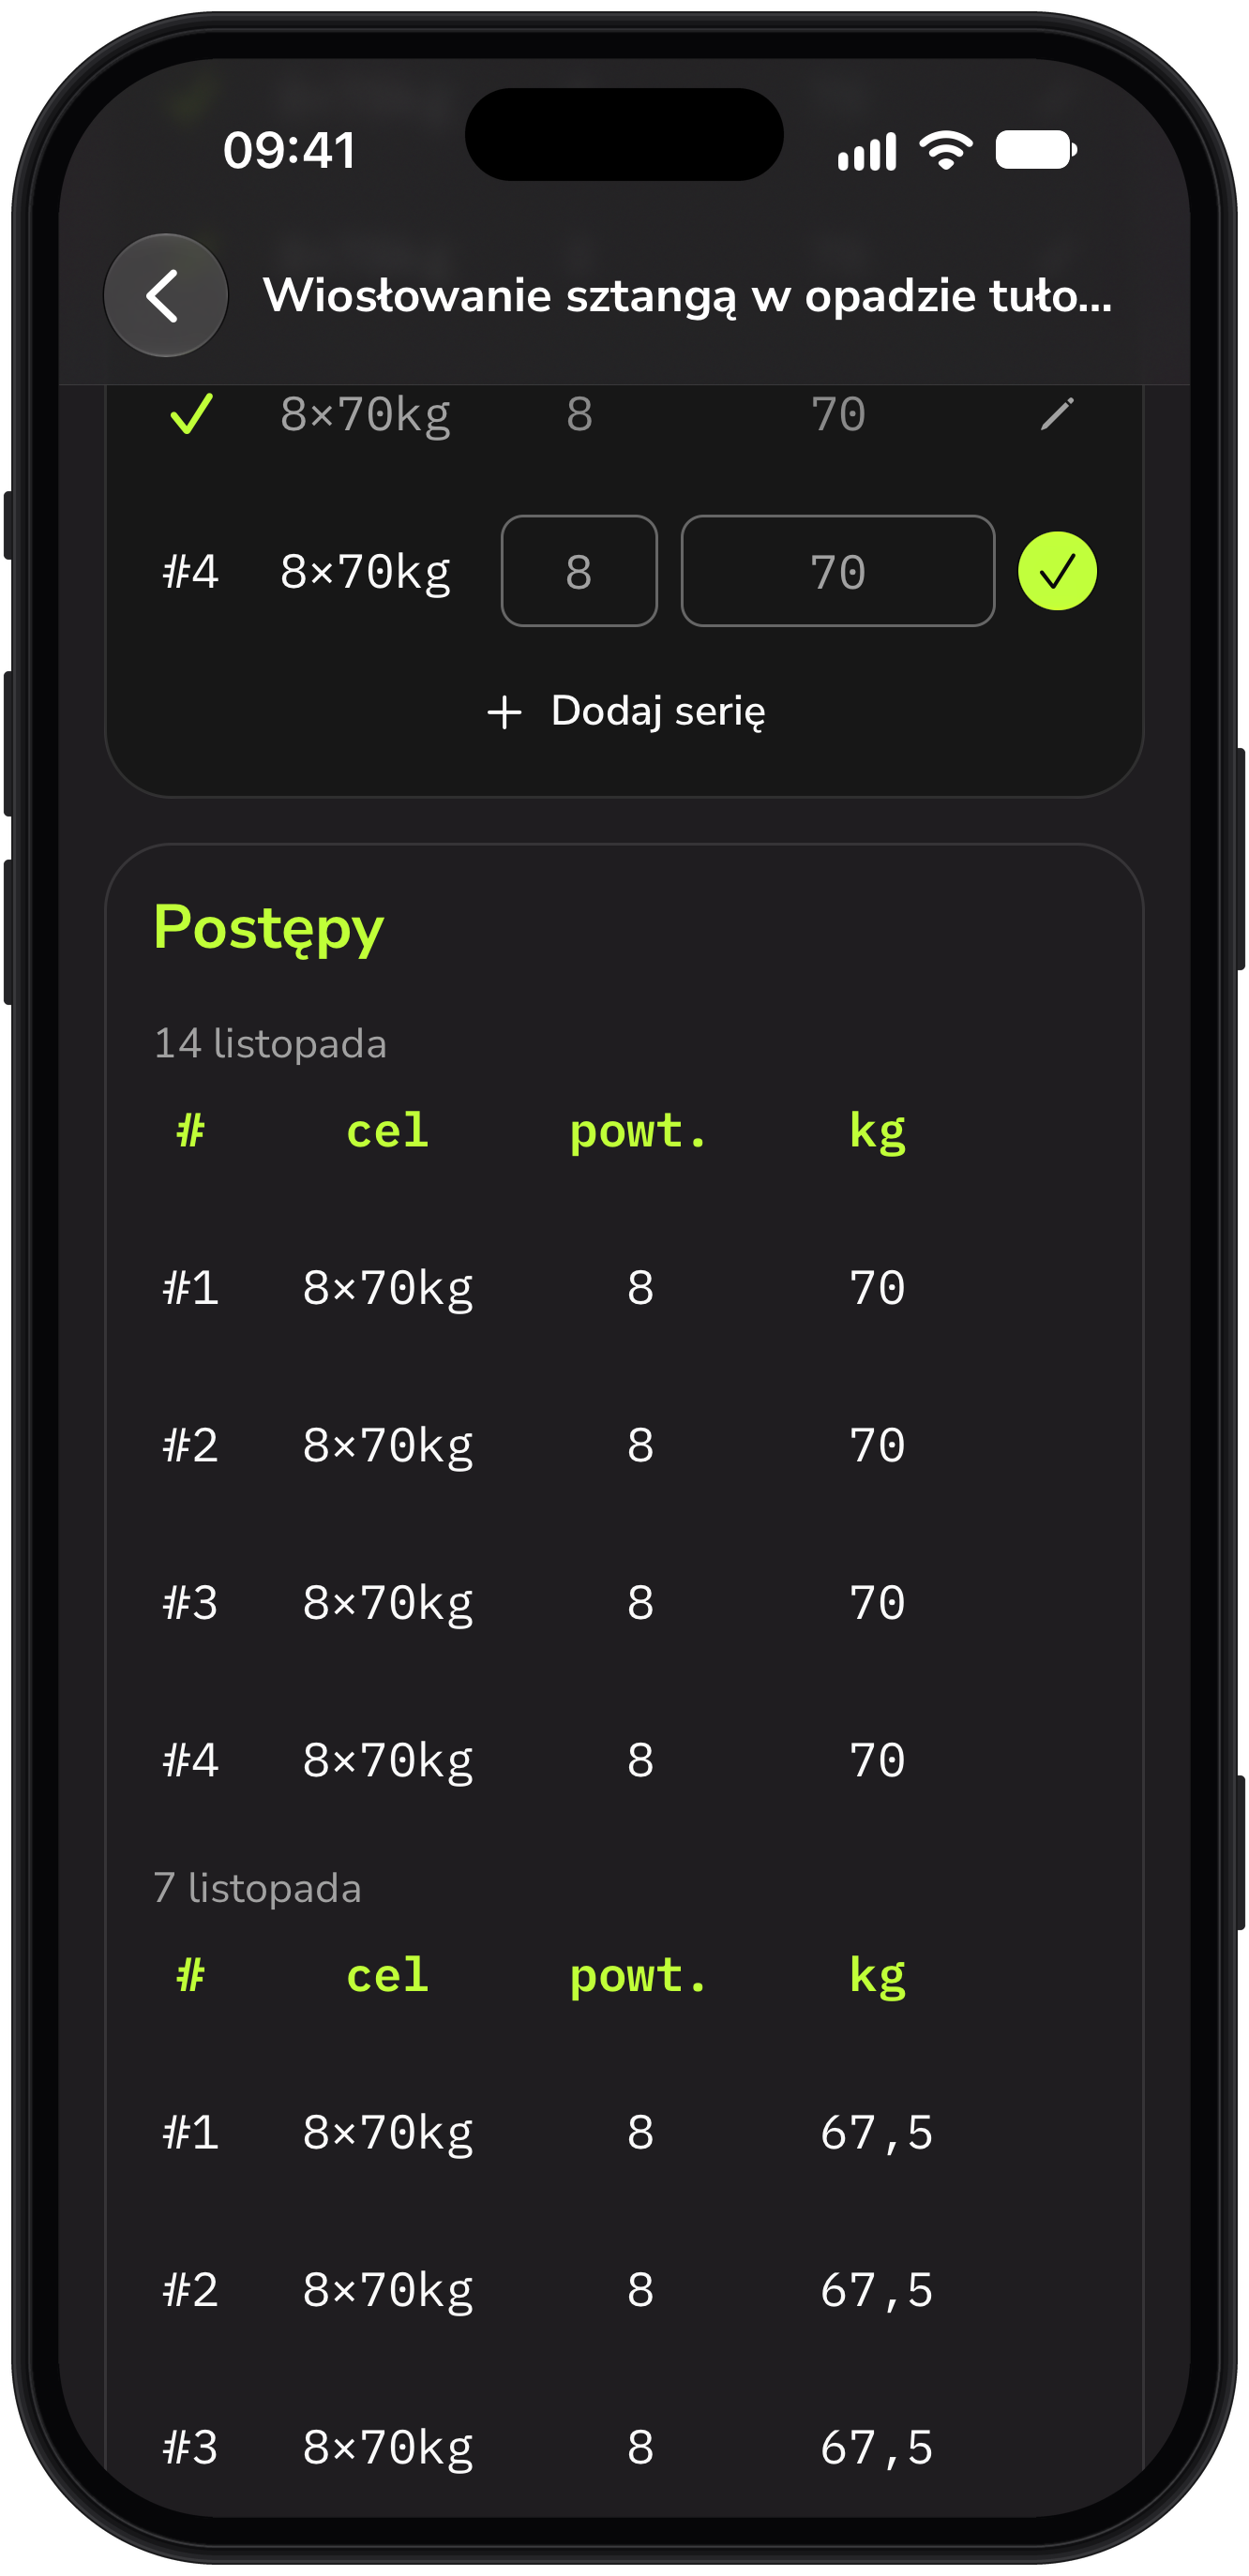 09:41
Wiosłowanie sztangą w opadzie tuło...
8×70kg 8 70
#4 8×70kg 8 70
+ Dodaj serię
Postępy
14 listopada
# cel powt. kg
#1 8×70kg 8 70
#2 8×70kg 8 70
#3 8×70kg 8 70
#4 8×70kg 8 70
7 listopada
# cel powt. kg
#1 8×70kg 8 67,5
#2 8×70kg 8 67,5
#3 8×70kg 8 67,5